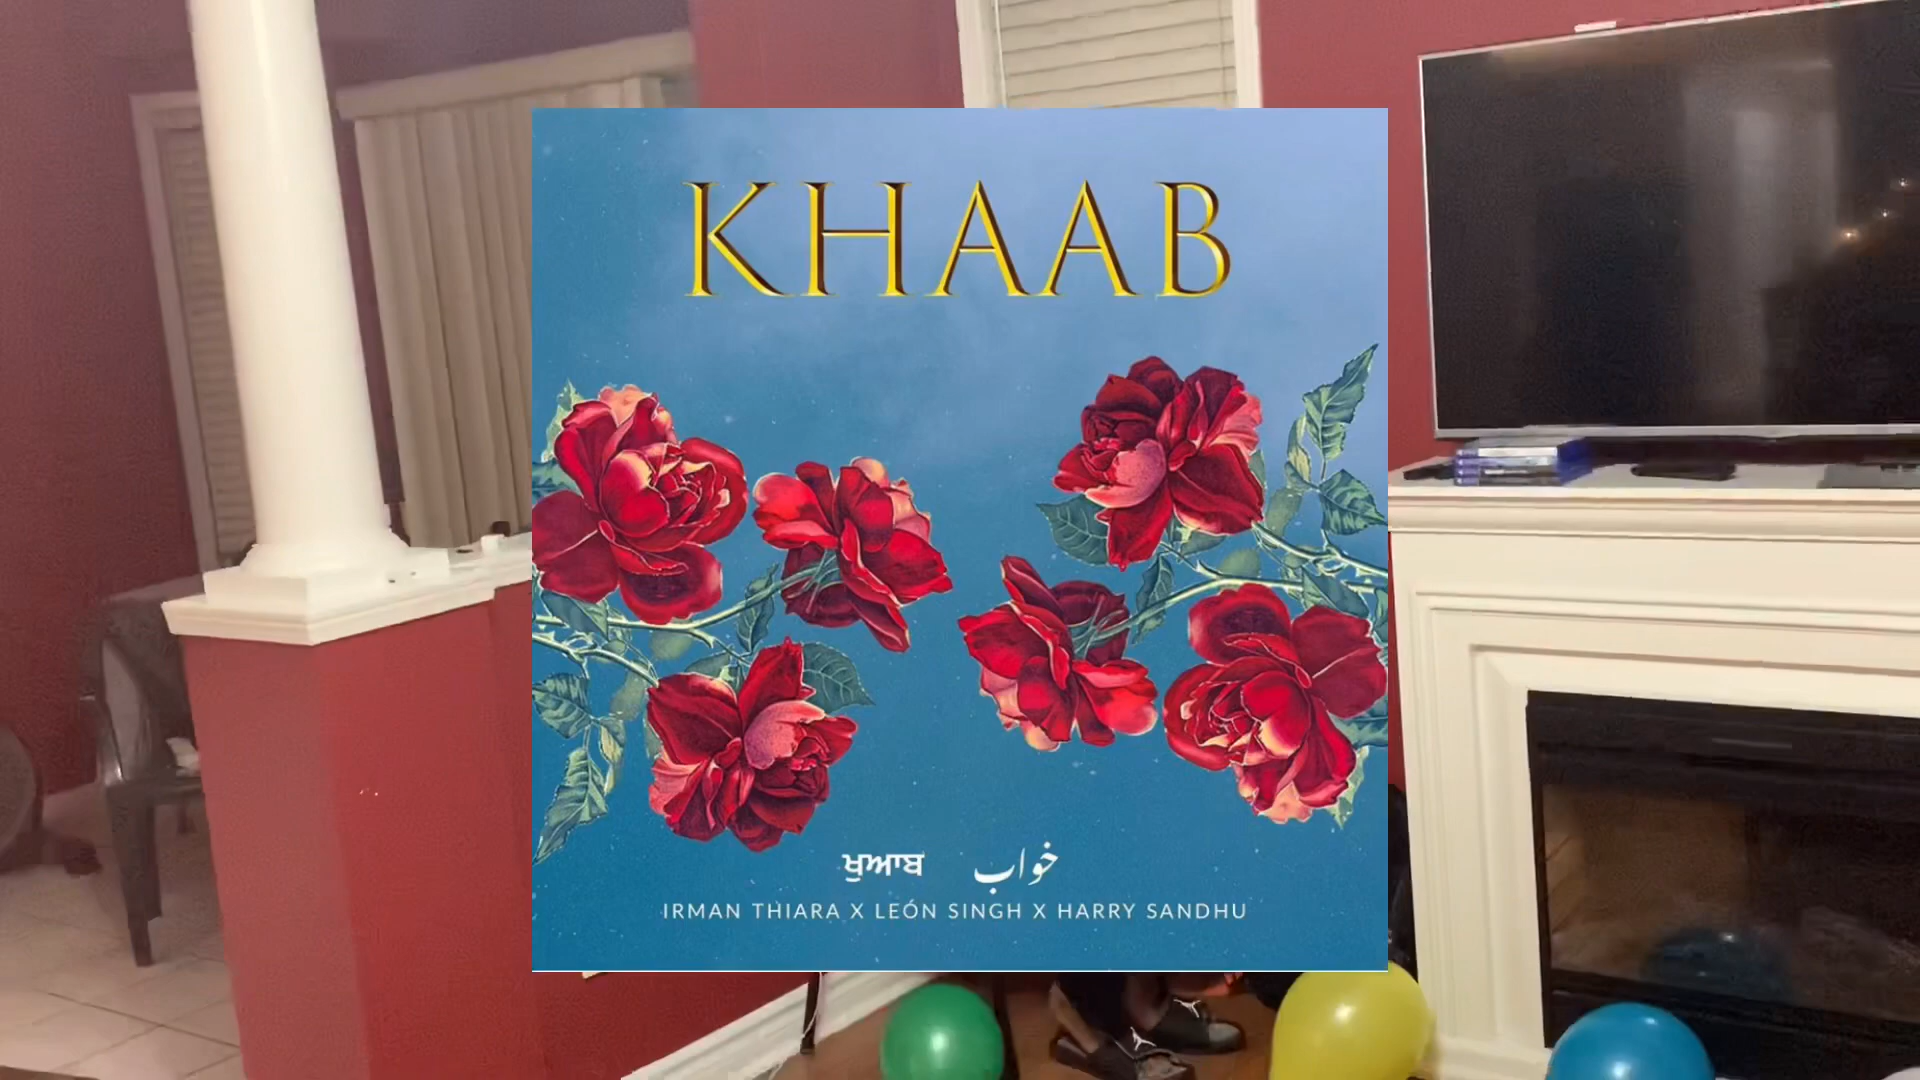 KHAAB
ਖੁਆਬ خواب
IRMAN THIARA X LEÓN SINGH X HARRY SANDHU